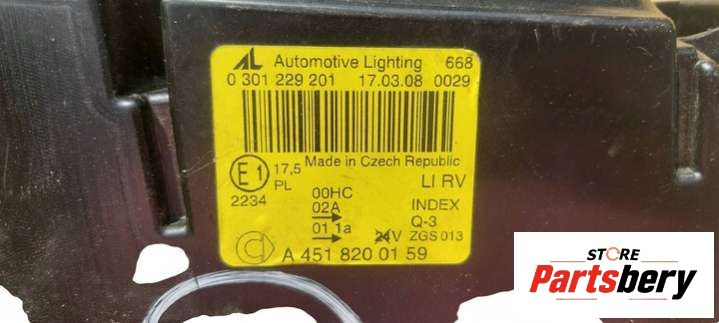 AL Automotive Lighting 668
0 301 229 201 17.03.08 0029
Made in Czech Republic
E1 17,5 PL
2234
LI RV
00HC
02A
01 1a
INDEX
Q-3
24V ZGS 013
A 451 820 01 59
STORE
Partsbery